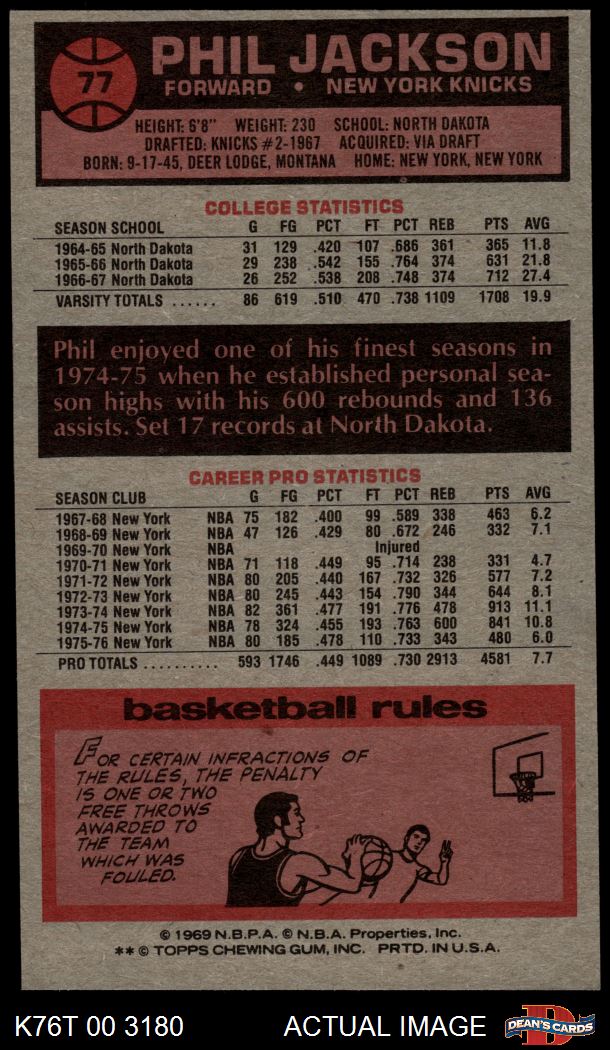 77
PHIL JACKSON
FORWARD • NEW YORK KNICKS
HEIGHT: 6'8" WEIGHT: 230 SCHOOL: NORTH DAKOTA
DRAFTED: KNICKS #2-1967 ACQUIRED: VIA DRAFT
BORN: 9-17-45, DEER LODGE, MONTANA HOME: NEW YORK, NEW YORK
COLLEGE STATISTICS
SEASON SCHOOL G FG PCT FT PCT REB PTS AVG
1964-65 North Dakota 31 129 .420 107 .686 361 365 11.8
1965-66 North Dakota 29 238 .542 155 .764 374 631 21.8
1966-67 North Dakota 26 252 .538 208 .748 374 712 27.4
VARSITY TOTALS ...... 86 619 .510 470 .738 1109 1708 19.9
Phil enjoyed one of his finest seasons in
1974-75 when he established personal sea-
son highs with his 600 rebounds and 136
assists. Set 17 records at North Dakota.
CAREER PRO STATISTICS
SEASON CLUB G FG PCT FT PCT REB PTS AVG
1967-68 New York NBA 75 182 .400 99 .589 338 463 6.2
1968-69 New York NBA 47 126 .429 80 .672 246 332 7.1
1969-70 New York NBA Injured
1970-71 New York NBA 71 118 .449 95 .714 238 331 4.7
1971-72 New York NBA 80 205 .440 167 .732 326 577 7.2
1972-73 New York NBA 80 245 .443 154 .790 344 644 8.1
1973-74 New York NBA 82 361 .477 191 .776 478 913 11.1
1974-75 New York NBA 78 324 .455 193 .763 600 841 10.8
1975-76 New York NBA 80 185 .478 110 .733 343 480 6.0
PRO TOTALS .......... 593 1746 .449 1089 .730 2913 4581 7.7
basketball rules
FOR CERTAIN INFRACTIONS OF
THE RULES, THE PENALTY
IS ONE OR TWO
FREE THROWS
AWARDED TO
THE TEAM
WHICH WAS
FOULED.
© 1969 N.B.P.A. © N.B.A. Properties, Inc.
** © TOPPS CHEWING GUM, INC. PRTD. IN U.S.A.
K76T 00 3180 ACTUAL IMAGE DEAN'S CARDS